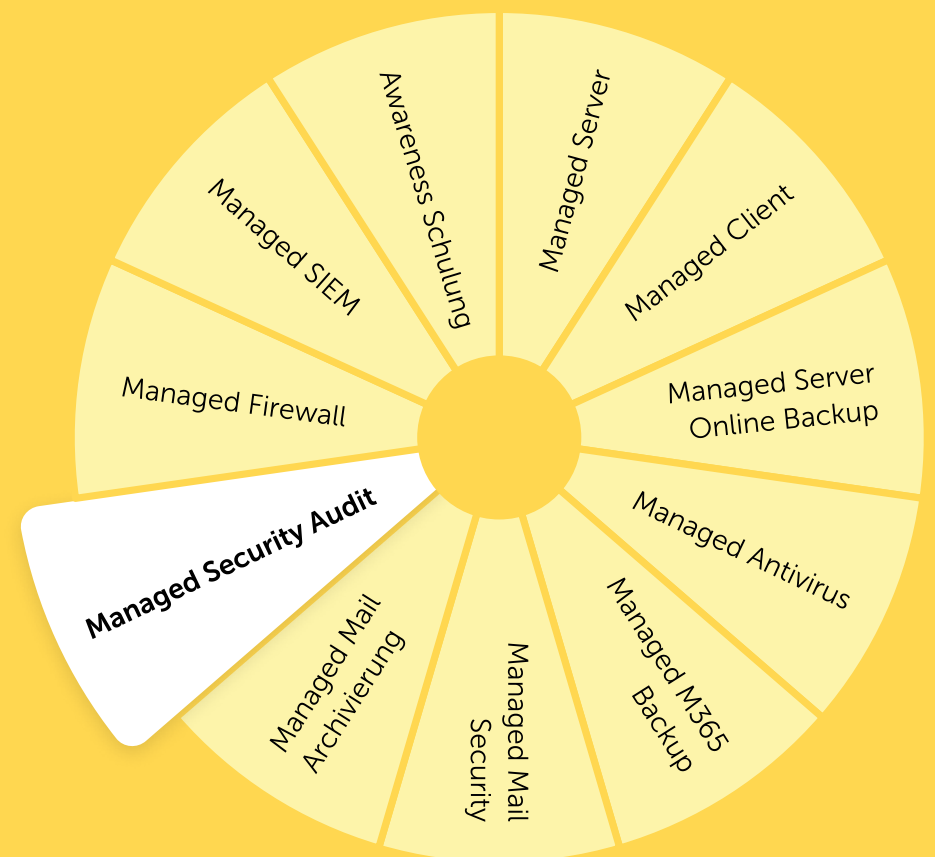 Managed Server
Managed Client
Managed Server
Online Backup
Managed Antivirus
Managed M365
Backup
Managed Mail
Security
Managed Mail
Archivierung
Managed Security Audit
Managed Firewall
Managed SIEM
Awareness Schulung